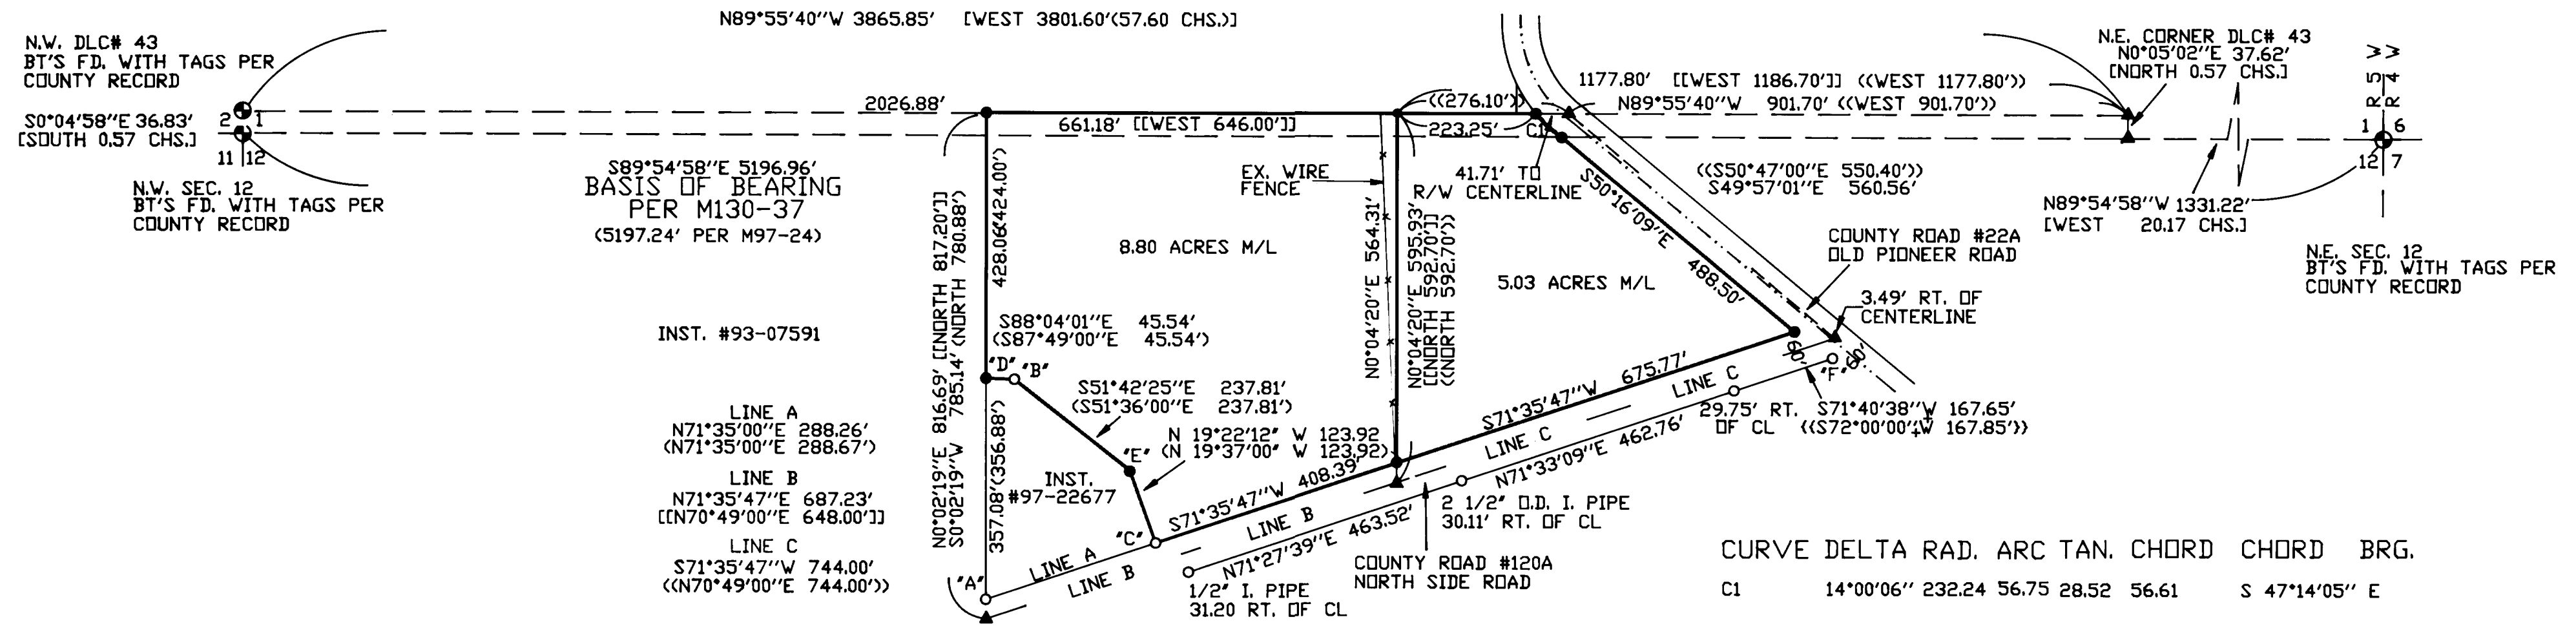 N89°55'40"W 3865.85' [WEST 3801.60'(57.60 CHS.)]
N.W. DLC# 43
BT'S FD. WITH TAGS PER
COUNTY RECORD
S0°04'58"E 36.83'
[SOUTH 0.57 CHS.]
2 1
11 12
N.W. SEC. 12
BT'S FD. WITH TAGS PER
COUNTY RECORD
2026.88'
661.18' [[WEST 646.00']]
S89°54'58"E 5196.96'
BASIS OF BEARING
PER M130-37
(5197.24' PER M97-24)
INST. #93-07591
LINE A
N71°35'00"E 288.26'
(N71°35'00"E 288.67')
LINE B
N71°35'47"E 687.23'
[[N70°49'00"E 648.00']]
LINE C
S71°35'47"W 744.00'
((N70°49'00"E 744.00'))
N0°02'19"E 816.69' [[NORTH 817.20']]
S0°02'19"W 785.14' (NORTH 780.88')
428.06(424.00')
357.08'(356.88')
8.80 ACRES M/L
S88°04'01"E 45.54'
(S87°49'00"E 45.54')
"D" "B"
S51°42'25"E 237.81'
(S51°36'00"E 237.81')
N 19°22'12" W 123.92
(N 19°37'00" W 123.92)
"E"
INST.
#97-22677
"C"
"A"
LINE A
LINE B
S71°35'47"W 408.39'
LINE B
N71°27'39"E 463.52'
1/2" I. PIPE
31.20 RT. OF CL
EX. WIRE
FENCE
N0°04'20"E 564.31'
N0°04'20"E 595.93'
[[NORTH 592.70']]
((NORTH 592.70'))
((276.10'))
223.25'
C1
41.71' TO
R/W CENTERLINE
5.03 ACRES M/L
S50°16'09"E 488.50'
((S50°47'00"E 550.40'))
S49°57'01"E 560.56'
1177.80' [[WEST 1186.70']] ((WEST 1177.80'))
N89°55'40"W 901.70' ((WEST 901.70'))
N.E. CORNER DLC# 43
N0°05'02"E 37.62'
[NORTH 0.57 CHS.]
R-5 W
R-4 W
1 6
12 7
N89°54'58"W 1331.22'
[WEST 20.17 CHS.]
N.E. SEC. 12
BT'S FD. WITH TAGS PER
COUNTY RECORD
COUNTY ROAD #22A
OLD PIONEER ROAD
3.49' RT. OF
CENTERLINE
60' 60'
"F"
S71°35'47"W 675.77'
LINE C
LINE C
N71°33'09"E 462.76'
29.75' RT.
OF CL
S71°40'38"W 167.65'
((S72°00'00"W 167.85'))
2 1/2" O.D. I. PIPE
30.11' RT. OF CL
COUNTY ROAD #120A
NORTH SIDE ROAD
CURVE DELTA RAD. ARC TAN. CHORD CHORD BRG.
C1 14°00'06" 232.24 56.75 28.52 56.61 S 47°14'05" E